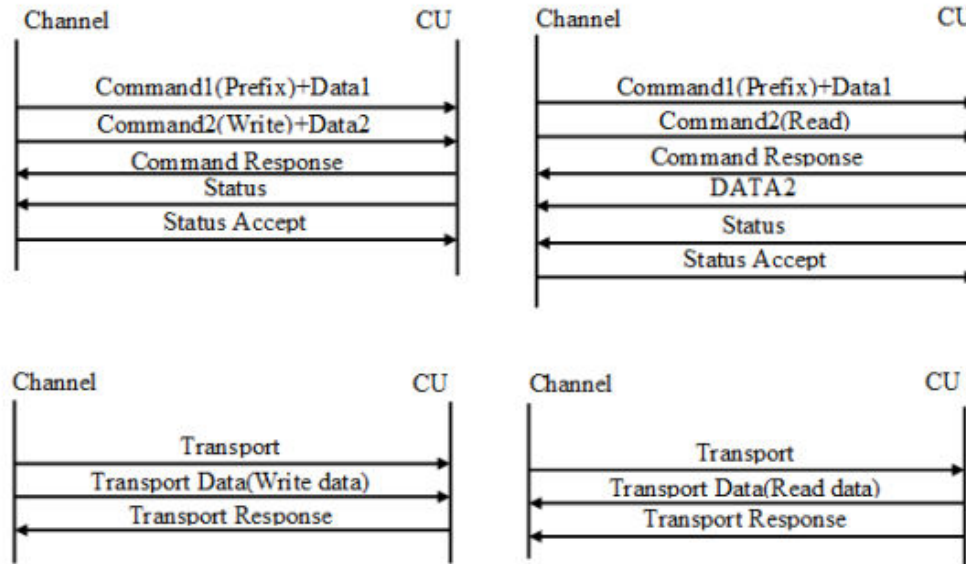 Channel CU
Command1(Prefix)+Data1
Command2(Write)+Data2
Command Response
Status
Status Accept
Channel CU
Command1(Prefix)+Data1
Command2(Read)
Command Response
DATA2
Status
Status Accept
Channel CU
Transport
Transport Data(Write data)
Transport Response
Channel CU
Transport
Transport Data(Read data)
Transport Response